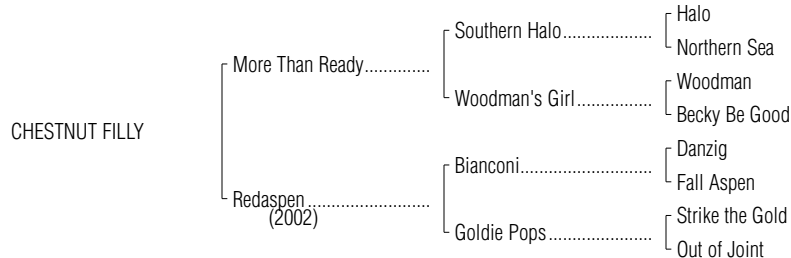 Halo
Southern Halo....................
Northern Sea
More Than Ready..............
Woodman
Woodman's Girl.................
Becky Be Good
CHESTNUT FILLY
Danzig
Bianconi..............................
Fall Aspen
Redaspen...........................
(2002)
Strike the Gold
Goldie Pops.......................
Out of Joint